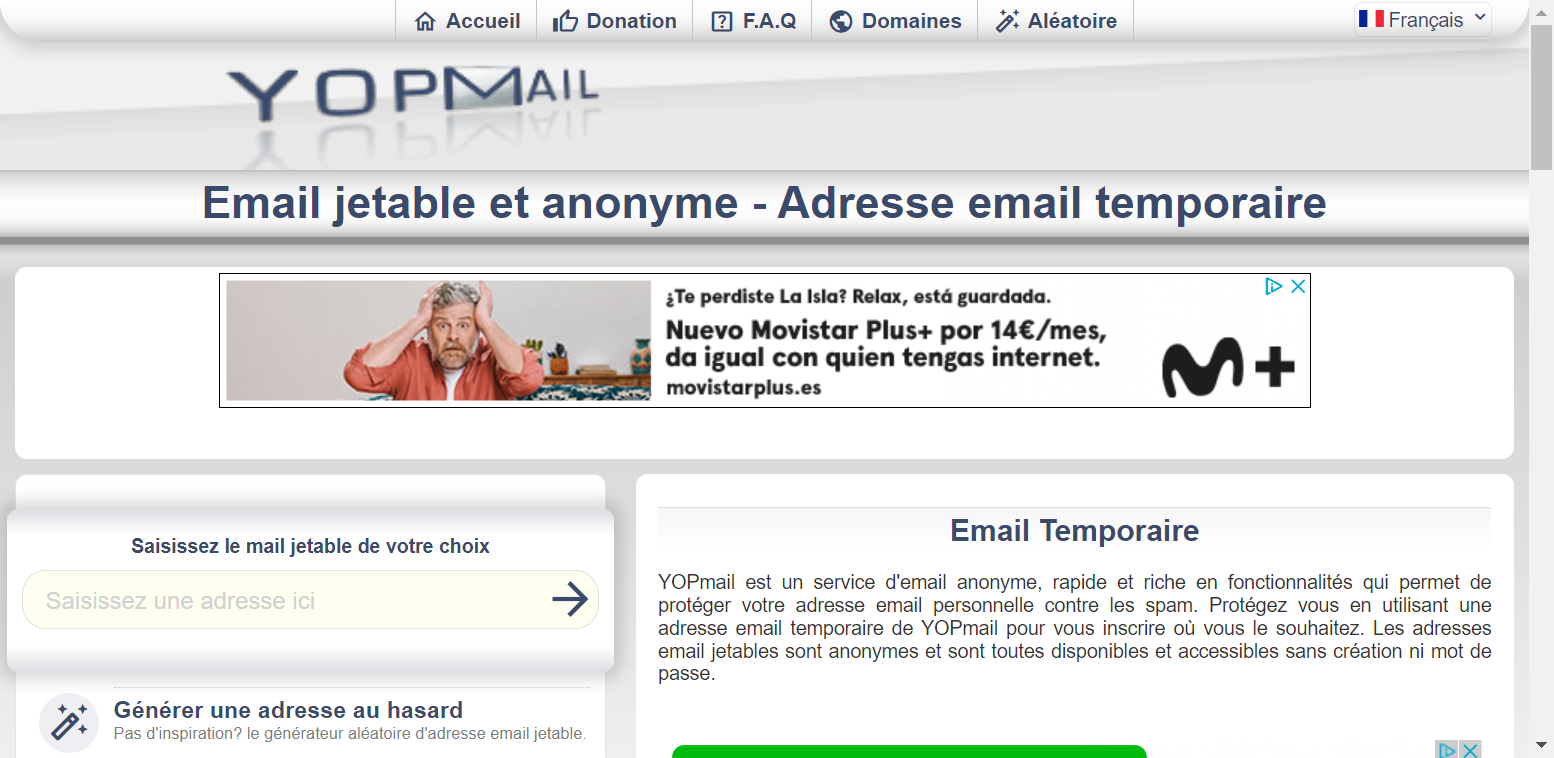 Accueil
Donation
F.A.Q
Domaines
Aléatoire
Français
YOPMAIL
Email jetable et anonyme - Adresse email temporaire
¿Te perdiste La Isla? Relax, está guardada.
Nuevo Movistar Plus+ por 14€/mes,
da igual con quien tengas internet.
movistarplus.es
Saisissez le mail jetable de votre choix
Saisissez une adresse ici
Générer une adresse au hasard
Pas d'inspiration? le générateur aléatoire d'adresse email jetable.
Email Temporaire
YOPmail est un service d'email anonyme, rapide et riche en fonctionnalités qui permet de
protéger votre adresse email personnelle contre les spam. Protégez vous en utilisant une
adresse email temporaire de YOPmail pour vous inscrire où vous le souhaitez. Les adresses
email jetables sont anonymes et sont toutes disponibles et accessibles sans création ni mot de
passe.